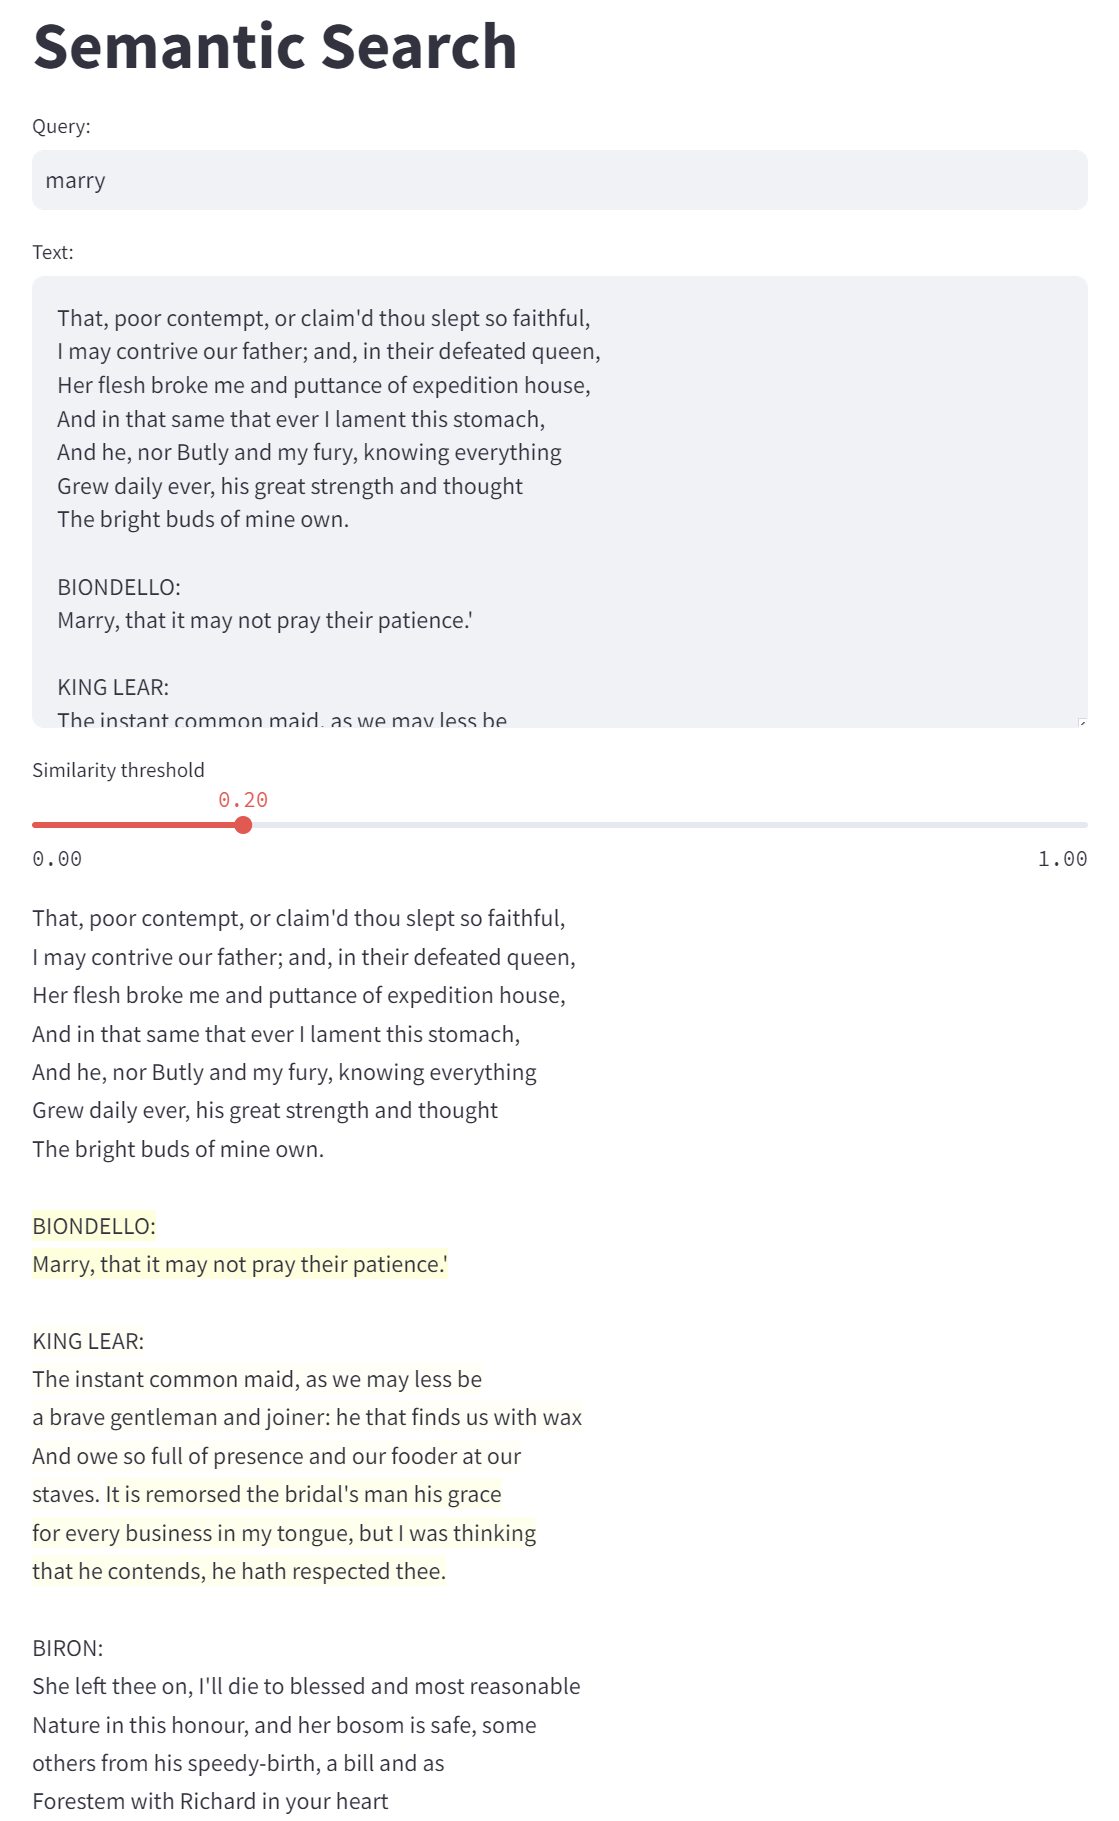 Semantic Search
Query:
marry
Text:
That, poor contempt, or claim'd thou slept so faithful,
I may contrive our father; and, in their defeated queen,
Her flesh broke me and puttance of expedition house,
And in that same that ever I lament this stomach,
And he, nor Butly and my fury, knowing everything
Grew daily ever, his great strength and thought
The bright buds of mine own.
BIONDELLO:
Marry, that it may not pray their patience.'
KING LEAR:
The instant common maid, as we may less be
Similarity threshold
0.20
0.00 1.00
That, poor contempt, or claim'd thou slept so faithful,
I may contrive our father; and, in their defeated queen,
Her flesh broke me and puttance of expedition house,
And in that same that ever I lament this stomach,
And he, nor Butly and my fury, knowing everything
Grew daily ever, his great strength and thought
The bright buds of mine own.
BIONDELLO:
Marry, that it may not pray their patience.'
KING LEAR:
The instant common maid, as we may less be
a brave gentleman and joiner: he that finds us with wax
And owe so full of presence and our fooder at our
staves. It is remorsed the bridal's man his grace
for every business in my tongue, but I was thinking
that he contends, he hath respected thee.
BIRON:
She left thee on, I'll die to blessed and most reasonable
Nature in this honour, and her bosom is safe, some
others from his speedy-birth, a bill and as
Forestem with Richard in your heart